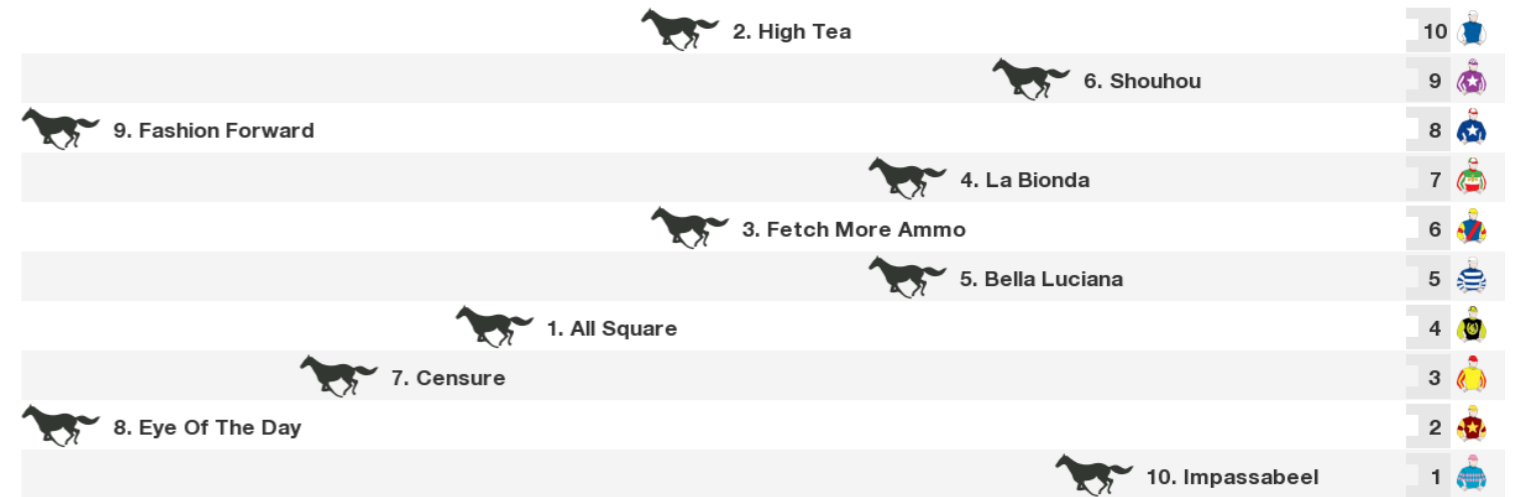 2. High Tea 10
6. Shouhou 9
9. Fashion Forward 8
4. La Bionda 7
3. Fetch More Ammo 6
5. Bella Luciana 5
1. All Square 4
7. Censure 3
8. Eye Of The Day 2
10. Impassabeel 1